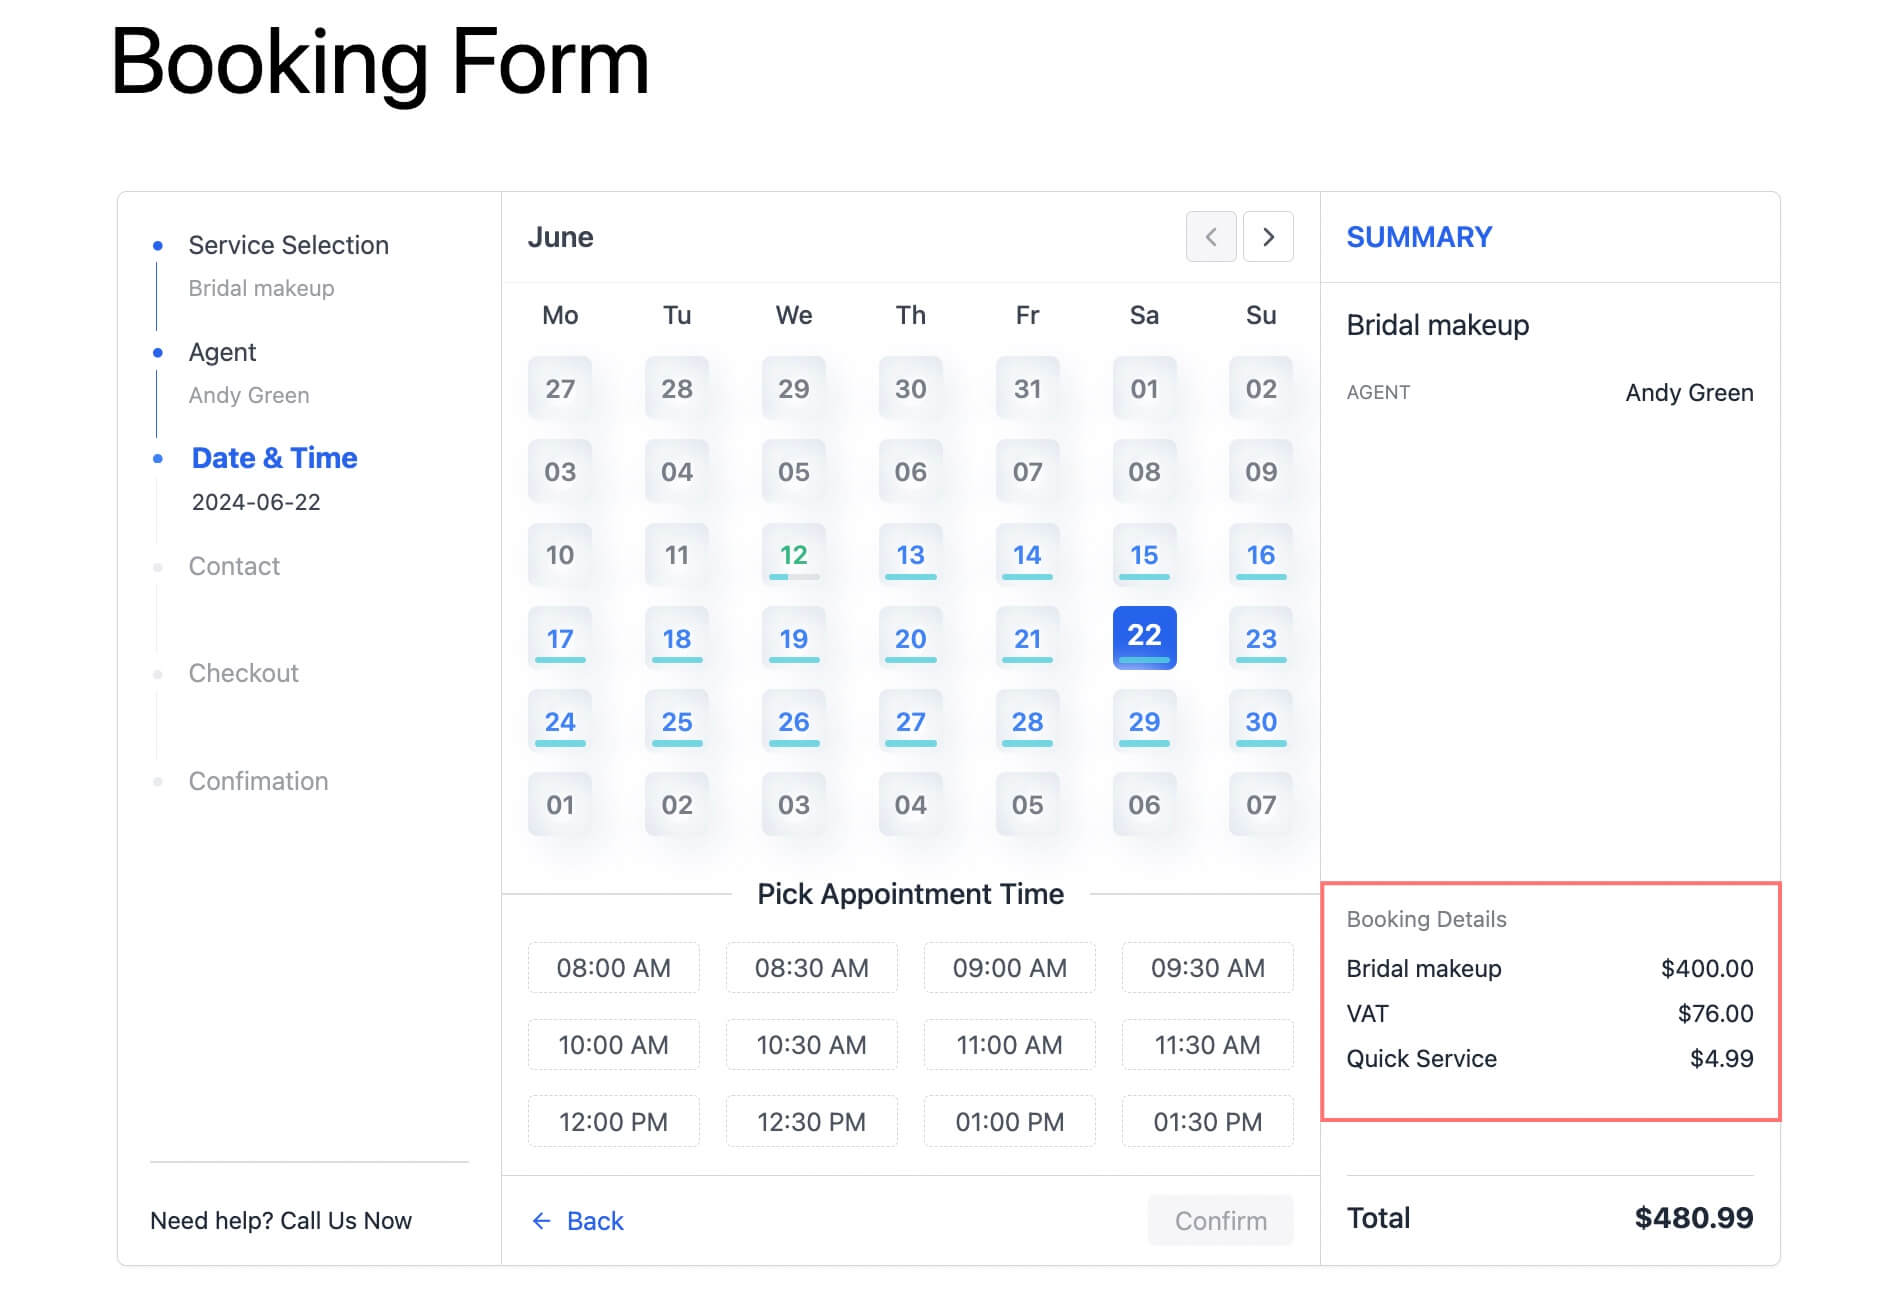 Booking Form
Service Selection
Bridal makeup
Agent
Andy Green
Date & Time
2024-06-22
Contact
Checkout
Confimation
Need help? Call Us Now
June
Mo Tu We Th Fr Sa Su
27 28 29 30 31 01 02
03 04 05 06 07 08 09
10 11 12 13 14 15 16
17 18 19 20 21 22 23
24 25 26 27 28 29 30
01 02 03 04 05 06 07
Pick Appointment Time
08:00 AM 08:30 AM 09:00 AM 09:30 AM
10:00 AM 10:30 AM 11:00 AM 11:30 AM
12:00 PM 12:30 PM 01:00 PM 01:30 PM
Back Confirm
SUMMARY
Bridal makeup
AGENT Andy Green
Booking Details
Bridal makeup $400.00
VAT $76.00
Quick Service $4.99
Total $480.99